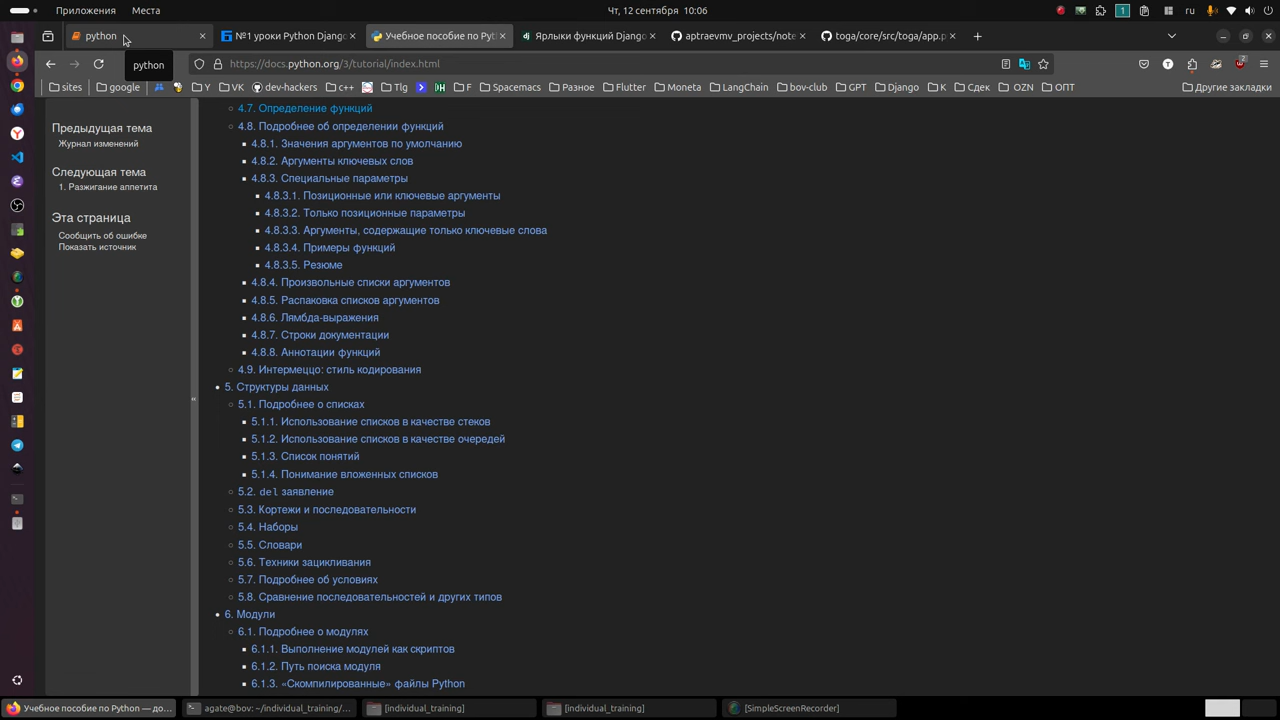 Приложения Места Чт, 12 сентября 10:06 1 ru
python №1 уроки Python Django Учебное пособие по Pyt Ярлыки функций Django aptraevmv_projects/note toga/core/src/toga/app.p
https://docs.python.org/3/tutorial/index.html
python
sites google Y VK dev-hackers c++ Tlg F Spacemacs Разное Flutter Moneta LangChain bov-club GPT Django K Сдек OZN ОПТ Другие закладки
Предыдущая тема
Журнал изменений
Следующая тема
1. Разжигание аппетита
Эта страница
Сообщить об ошибке
Показать источник
«
4.7. Определение функций
4.8. Подробнее об определении функций
4.8.1. Значения аргументов по умолчанию
4.8.2. Аргументы ключевых слов
4.8.3. Специальные параметры
4.8.3.1. Позиционные или ключевые аргументы
4.8.3.2. Только позиционные параметры
4.8.3.3. Аргументы, содержащие только ключевые слова
4.8.3.4. Примеры функций
4.8.3.5. Резюме
4.8.4. Произвольные списки аргументов
4.8.5. Распаковка списков аргументов
4.8.6. Лямбда-выражения
4.8.7. Строки документации
4.8.8. Аннотации функций
4.9. Интермеццо: стиль кодирования
5. Структуры данных
5.1. Подробнее о списках
5.1.1. Использование списков в качестве стеков
5.1.2. Использование списков в качестве очередей
5.1.3. Список понятий
5.1.4. Понимание вложенных списков
5.2. del заявление
5.3. Кортежи и последовательности
5.4. Наборы
5.5. Словари
5.6. Техники зацикливания
5.7. Подробнее об условиях
5.8. Сравнение последовательностей и других типов
6. Модули
6.1. Подробнее о модулях
6.1.1. Выполнение модулей как скриптов
6.1.2. Путь поиска модуля
6.1.3. «Скомпилированные» файлы Python
Учебное пособие по Python — до... agate@bov: ~/individual_training/... [individual_training] [individual_training] [SimpleScreenRecorder]